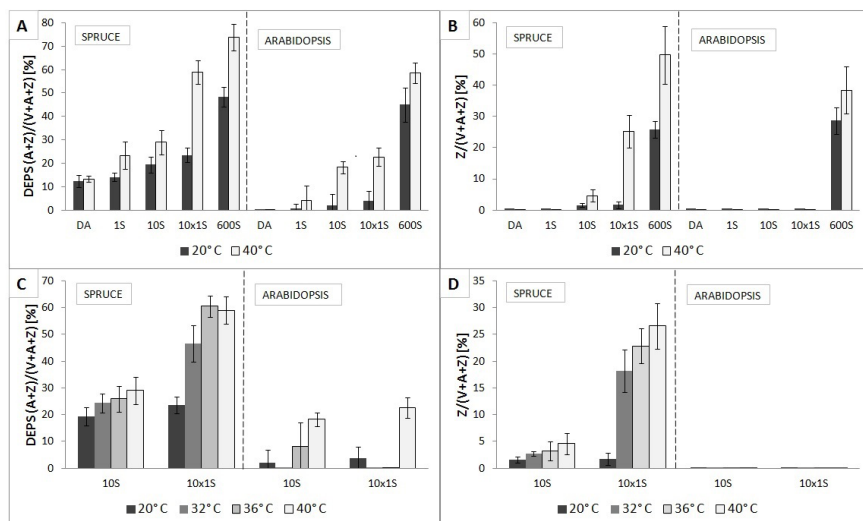 A
SPRUCE
ARABIDOPSIS
DEPS (A+Z)/(V+A+Z) [%]
80
70
60
50
40
30
20
10
0
DA 1S 10S 10x1S 600S DA 1S 10S 10x1S 600S
20°C 40°C
B
SPRUCE
ARABIDOPSIS
Z/(V+A+Z) [%]
60
50
40
30
20
10
0
DA 1S 10S 10x1S 600S DA 1S 10S 10x1S 600S
20°C 40°C
C
SPRUCE
ARABIDOPSIS
DEPS (A+Z)/(V+A+Z) [%]
70
60
50
40
30
20
10
0
10S 10x1S 10S 10x1S
20°C 32°C 36°C 40°C
D
SPRUCE
ARABIDOPSIS
Z/(V+A+Z) [%]
35
30
25
20
15
10
5
0
10S 10x1S 10S 10x1S
20°C 32°C 36°C 40°C